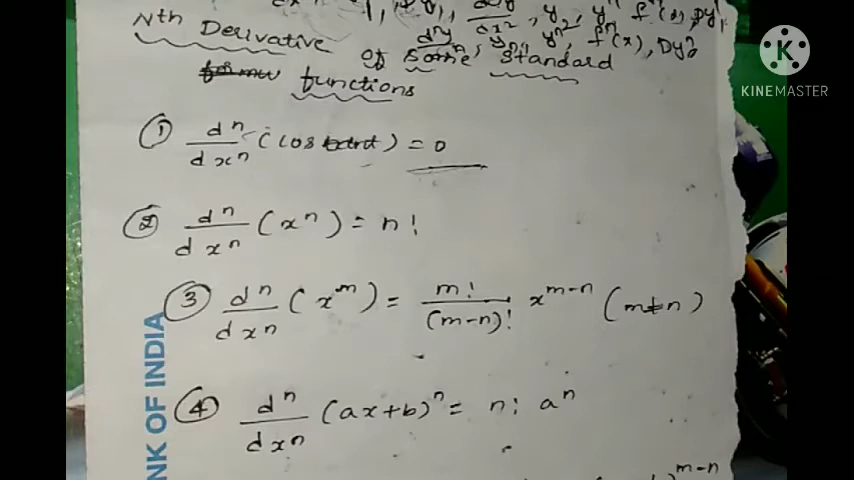 Nth Derivative of Some Standard
functions
① dⁿ/dxⁿ (cos ) = 0
② dⁿ/dxⁿ (xⁿ) = n!
③ dⁿ/dxⁿ (xᵐ) = m!/(m-n)! xᵐ⁻ⁿ (m≠n)
④ dⁿ/dxⁿ (ax+b)ⁿ = n! aⁿ
m-n
NK OF INDIA
KINEMASTER